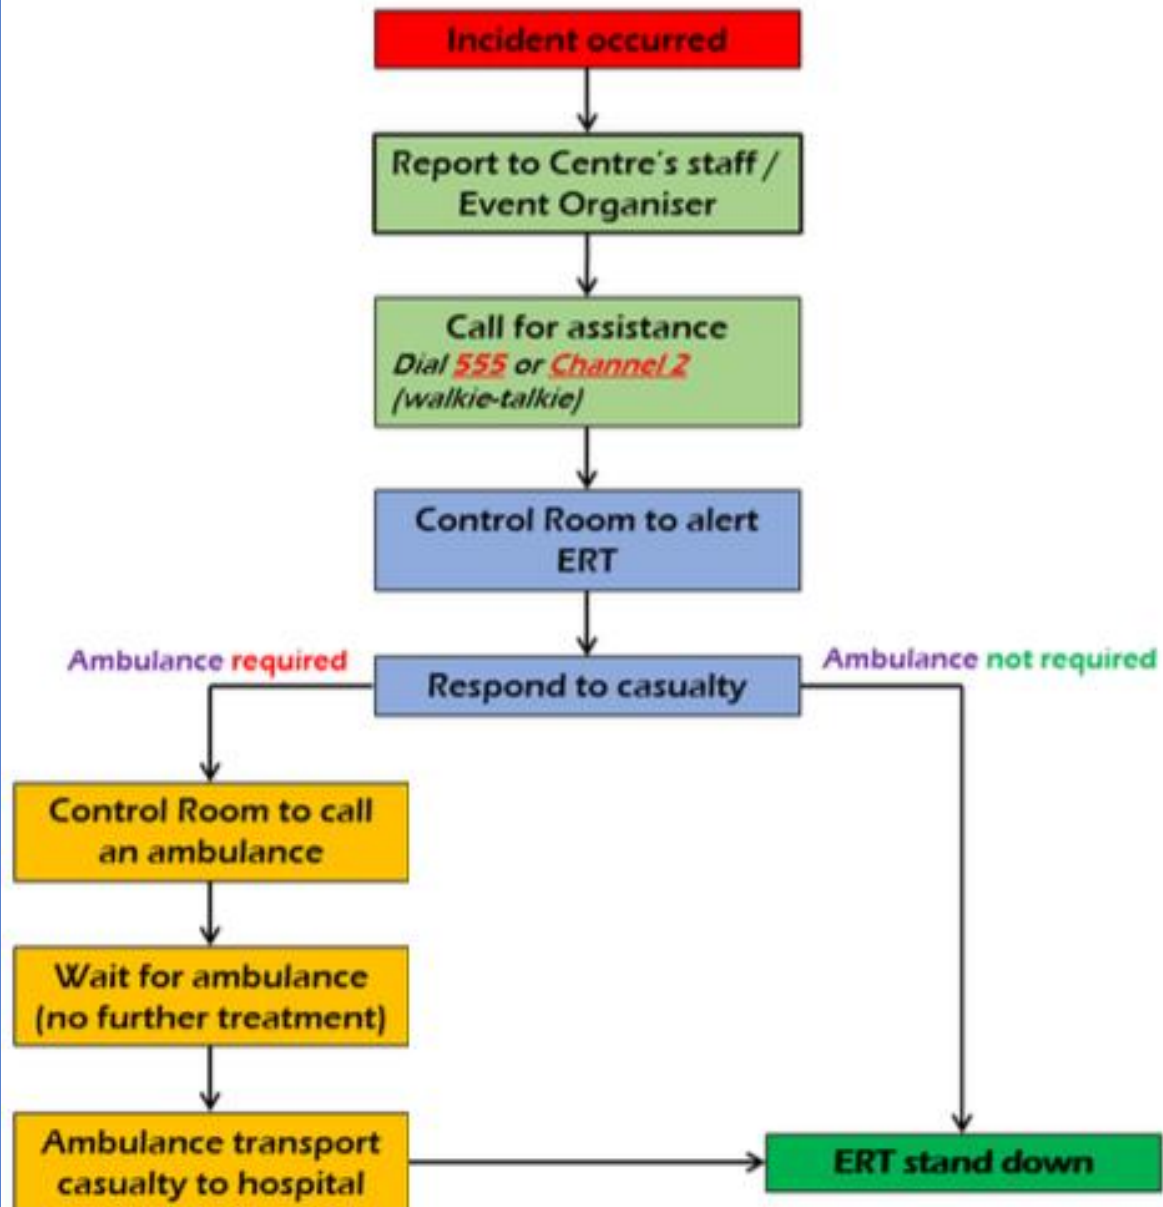 Incident occurred
Report to Centre's staff /
Event Organiser
Call for assistance
Dial 555 or Channel 2
(walkie-talkie)
Control Room to alert
ERT
Ambulance required
Respond to casualty
Ambulance not required
Control Room to call
an ambulance
Wait for ambulance
(no further treatment)
Ambulance transport
casualty to hospital
ERT stand down